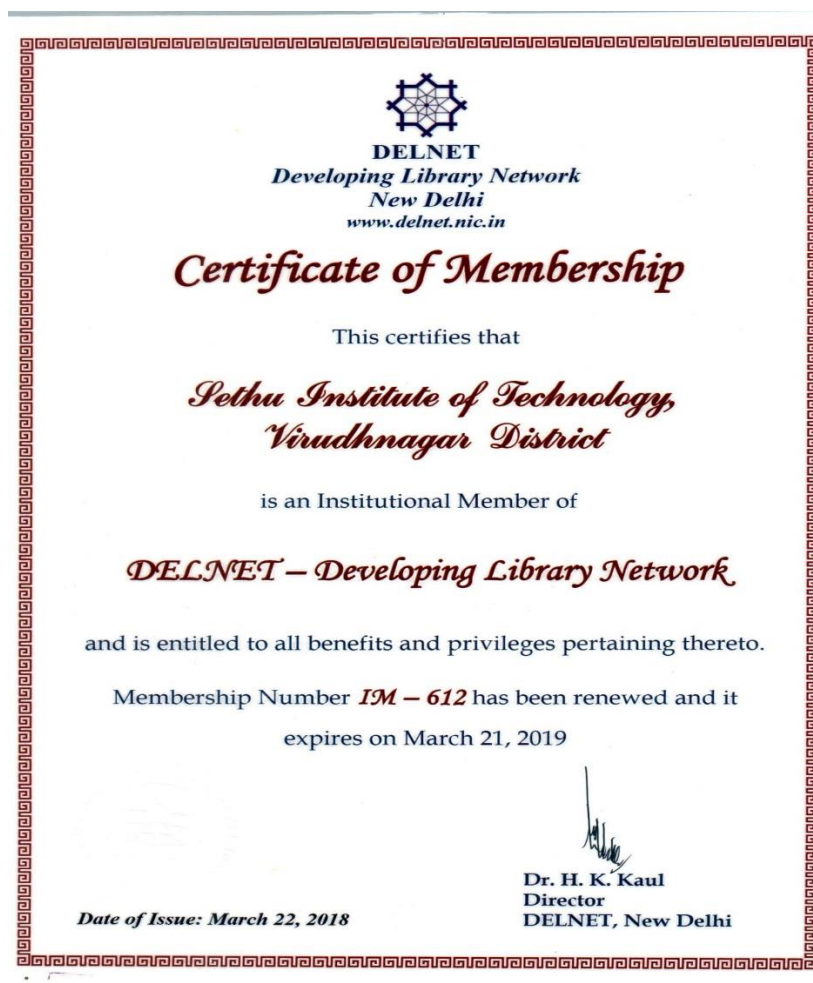 DELNET
Developing Library Network
New Delhi
www.delnet.nic.in
Certificate of Membership
This certifies that
Sethu Institute of Technology,
Virudhnagar District
is an Institutional Member of
DELNET – Developing Library Network
and is entitled to all benefits and privileges pertaining thereto.
Membership Number IM – 612 has been renewed and it
expires on March 21, 2019
Dr. H. K. Kaul
Director
DELNET, New Delhi
Date of Issue: March 22, 2018